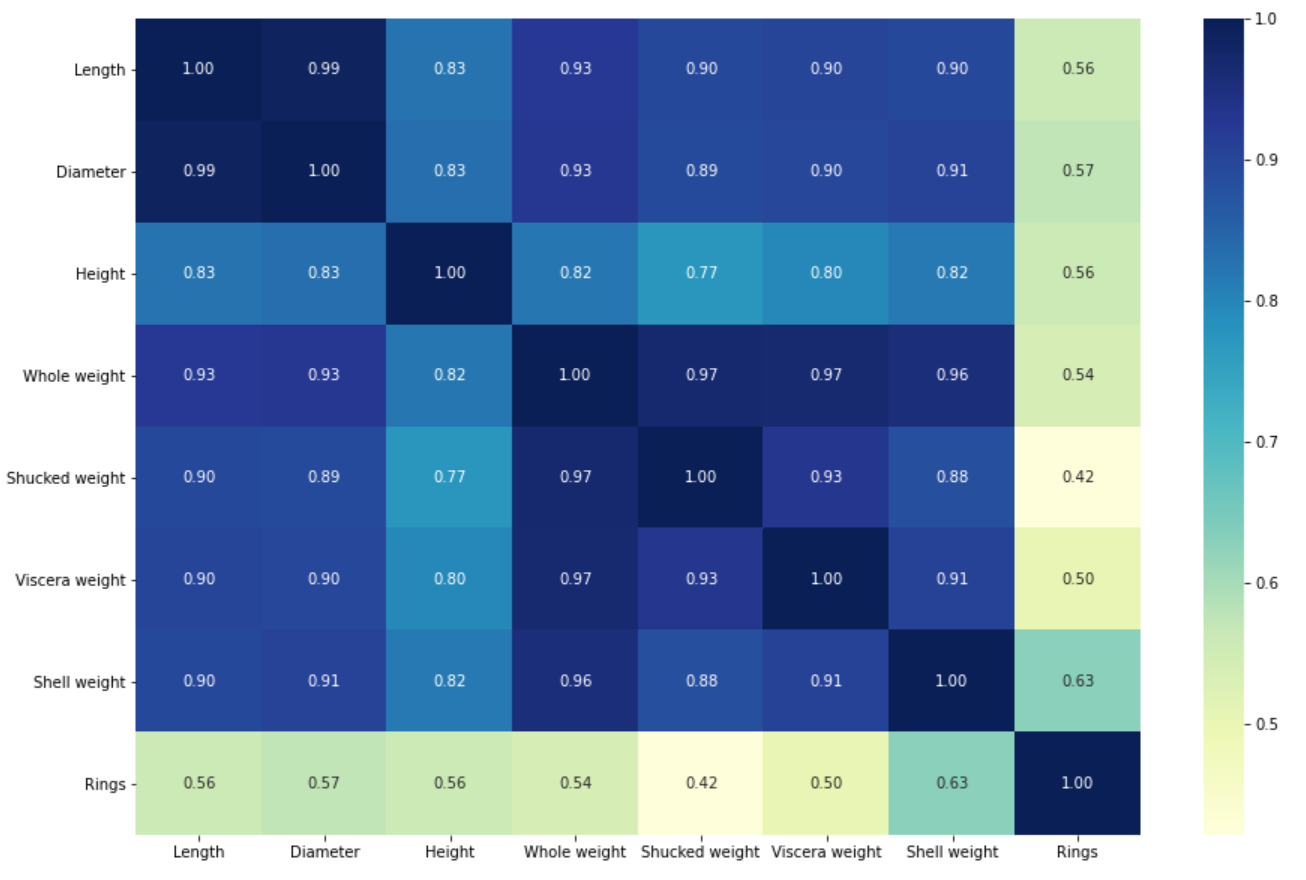 Length 1.00 0.99 0.83 0.93 0.90 0.90 0.90 0.56
Diameter 0.99 1.00 0.83 0.93 0.89 0.90 0.91 0.57
Height 0.83 0.83 1.00 0.82 0.77 0.80 0.82 0.56
Whole weight 0.93 0.93 0.82 1.00 0.97 0.97 0.96 0.54
Shucked weight 0.90 0.89 0.77 0.97 1.00 0.93 0.88 0.42
Viscera weight 0.90 0.90 0.80 0.97 0.93 1.00 0.91 0.50
Shell weight 0.90 0.91 0.82 0.96 0.88 0.91 1.00 0.63
Rings 0.56 0.57 0.56 0.54 0.42 0.50 0.63 1.00
Length Diameter Height Whole weight Shucked weight Viscera weight Shell weight Rings
1.0
0.9
0.8
0.7
0.6
0.5